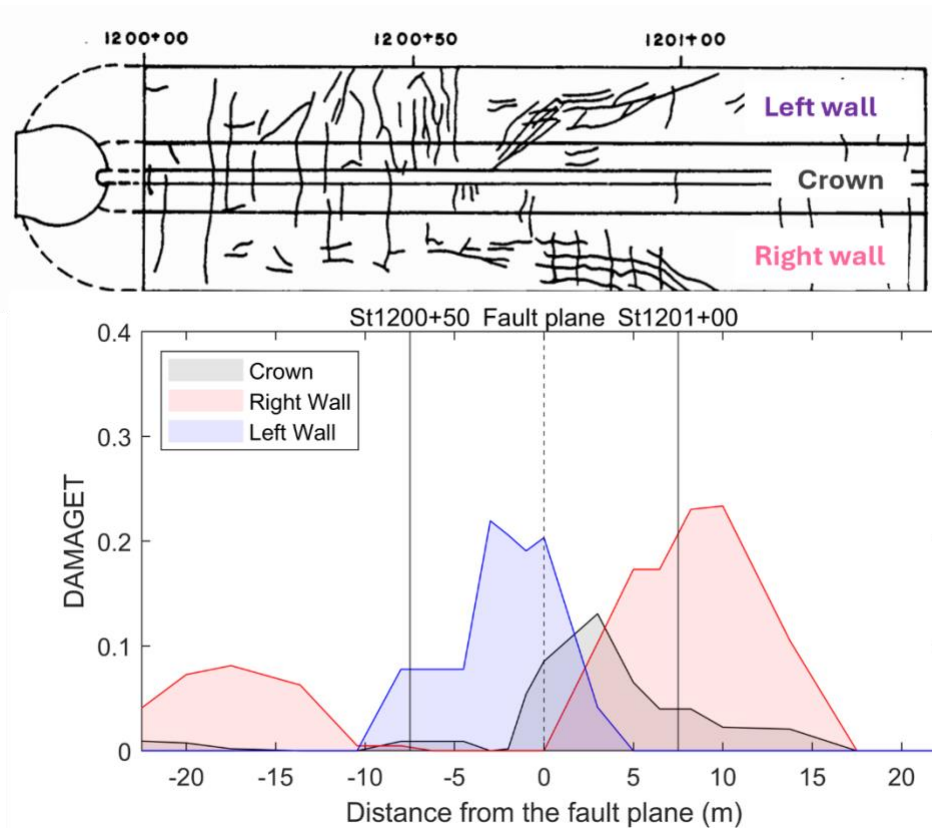 1200+00 1200+50 1201+00
Left wall
Crown
Right wall
St1200+50 Fault plane St1201+00
0.4
Crown
Right Wall
Left Wall
0.3
DAMAGET
0.2
0.1
0
-20 -15 -10 -5 0 5 10 15 20
Distance from the fault plane (m)